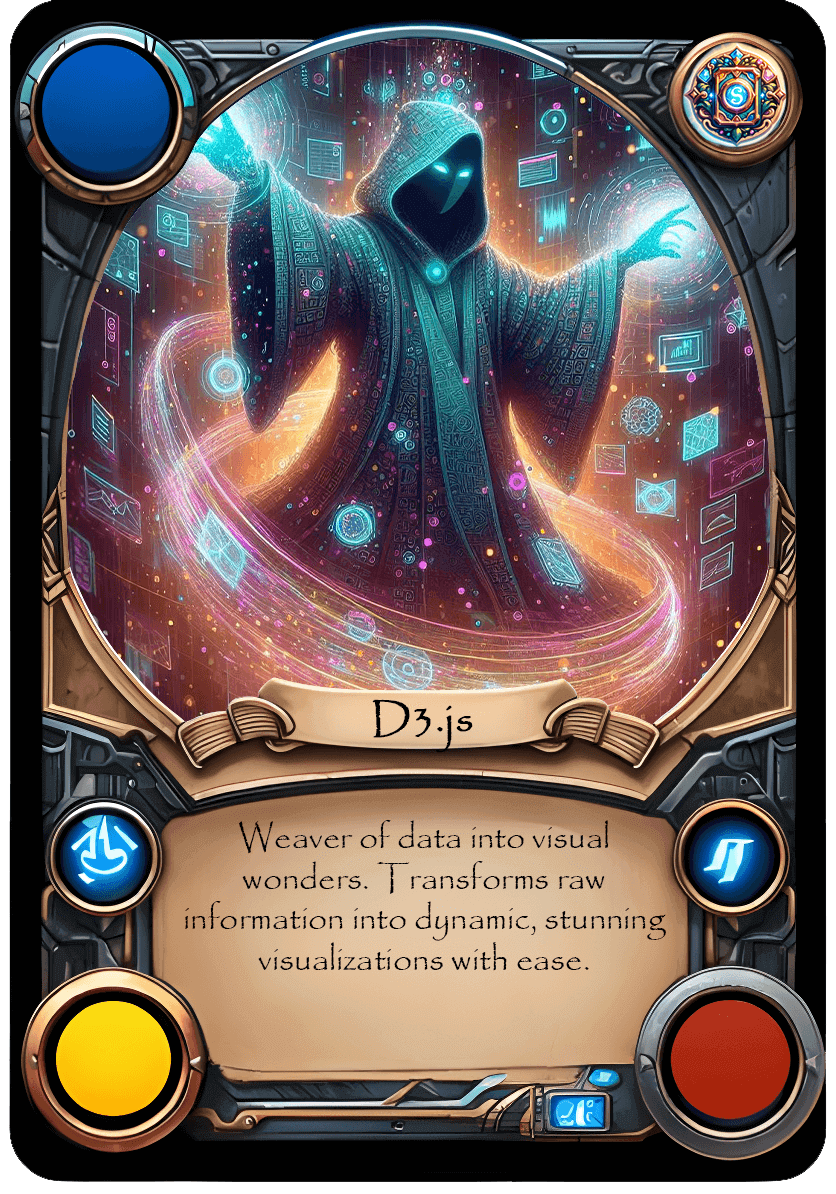 S
D3.js
Weaver of data into visual
wonders. Transforms raw
information into dynamic, stunning
visualizations with ease.